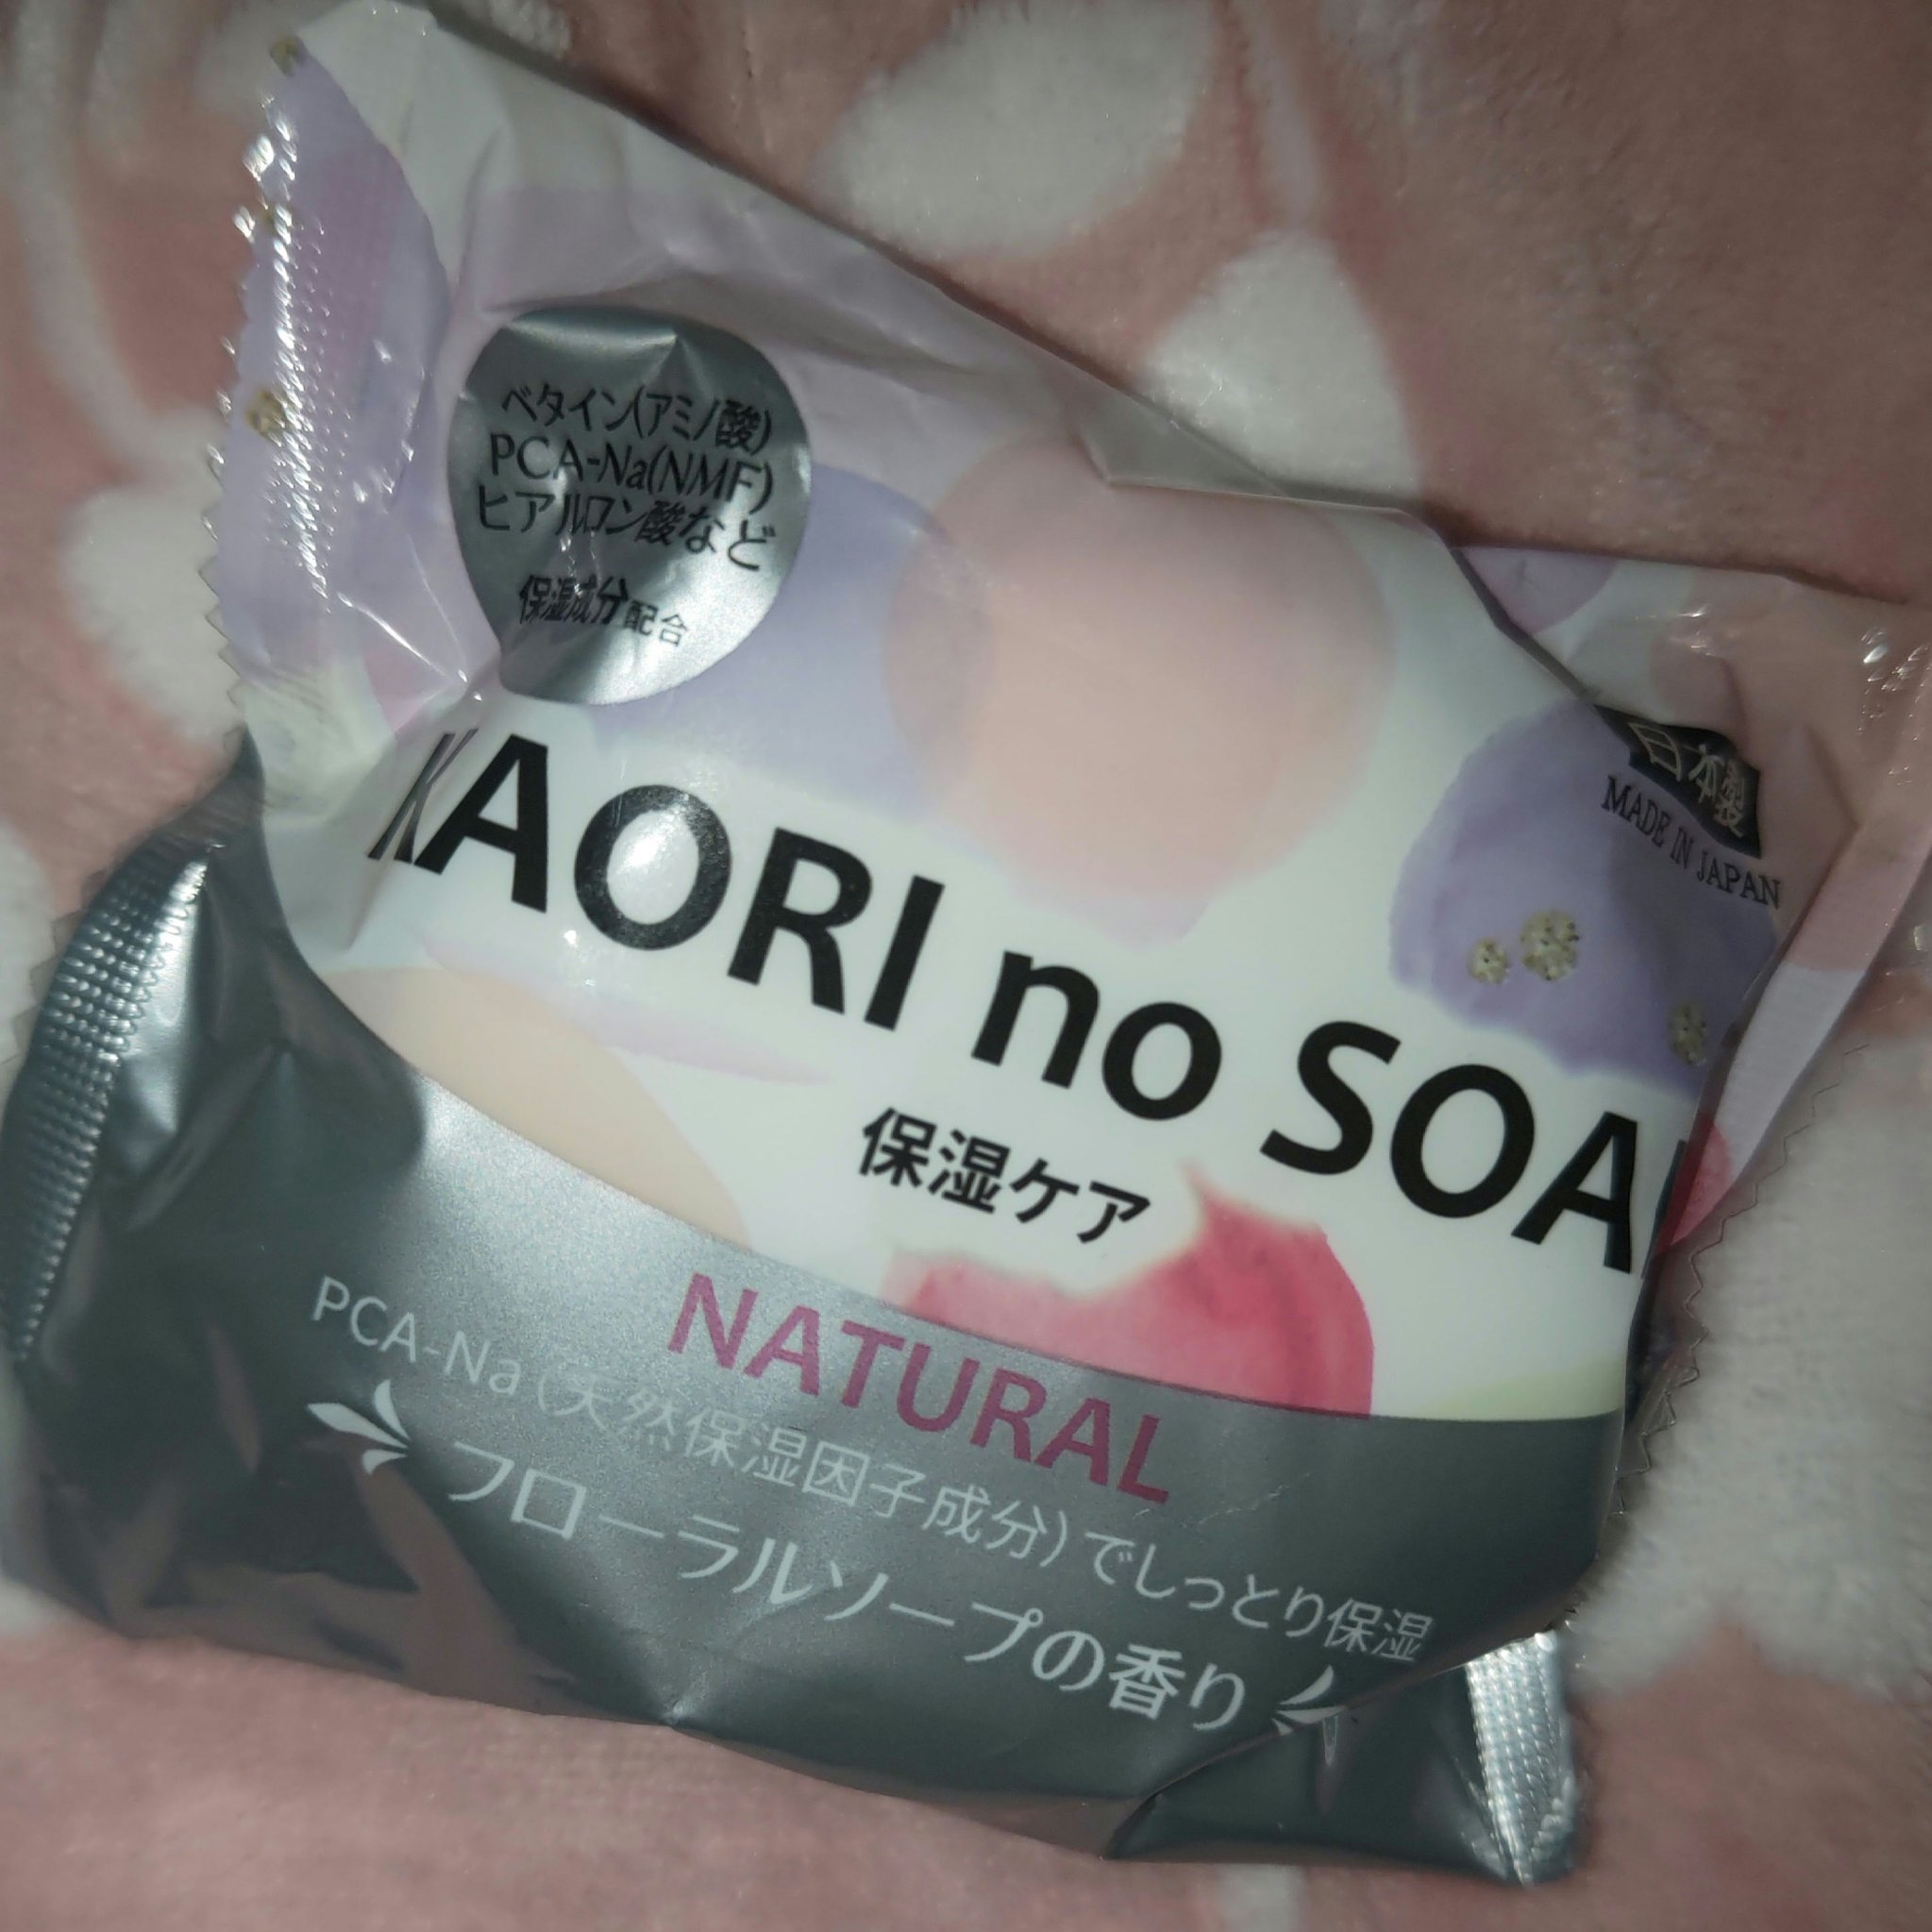 ベタイン(アミノ酸)
PCA-Na(NMF)
ヒアルロン酸など
保湿成分配合
日本製
MADE IN JAPAN
KAORI no SOA
保湿ケア
NATURAL
PCA-Na(天然保湿因子成分)でしっとり保湿
フローラルソープの香り